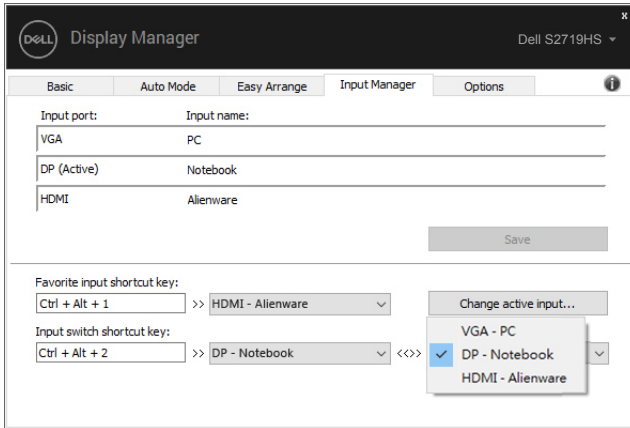 x
DELL Display Manager
Dell S2719HS
Basic Auto Mode Easy Arrange Input Manager Options
Input port: Input name:
VGA PC
DP (Active) Notebook
HDMI Alienware
Save
Favorite input shortcut key:
Ctrl + Alt + 1 >> HDMI - Alienware Change active input...
Input switch shortcut key:
Ctrl + Alt + 2 >> DP - Notebook <<>>
VGA - PC
DP - Notebook
HDMI - Alienware